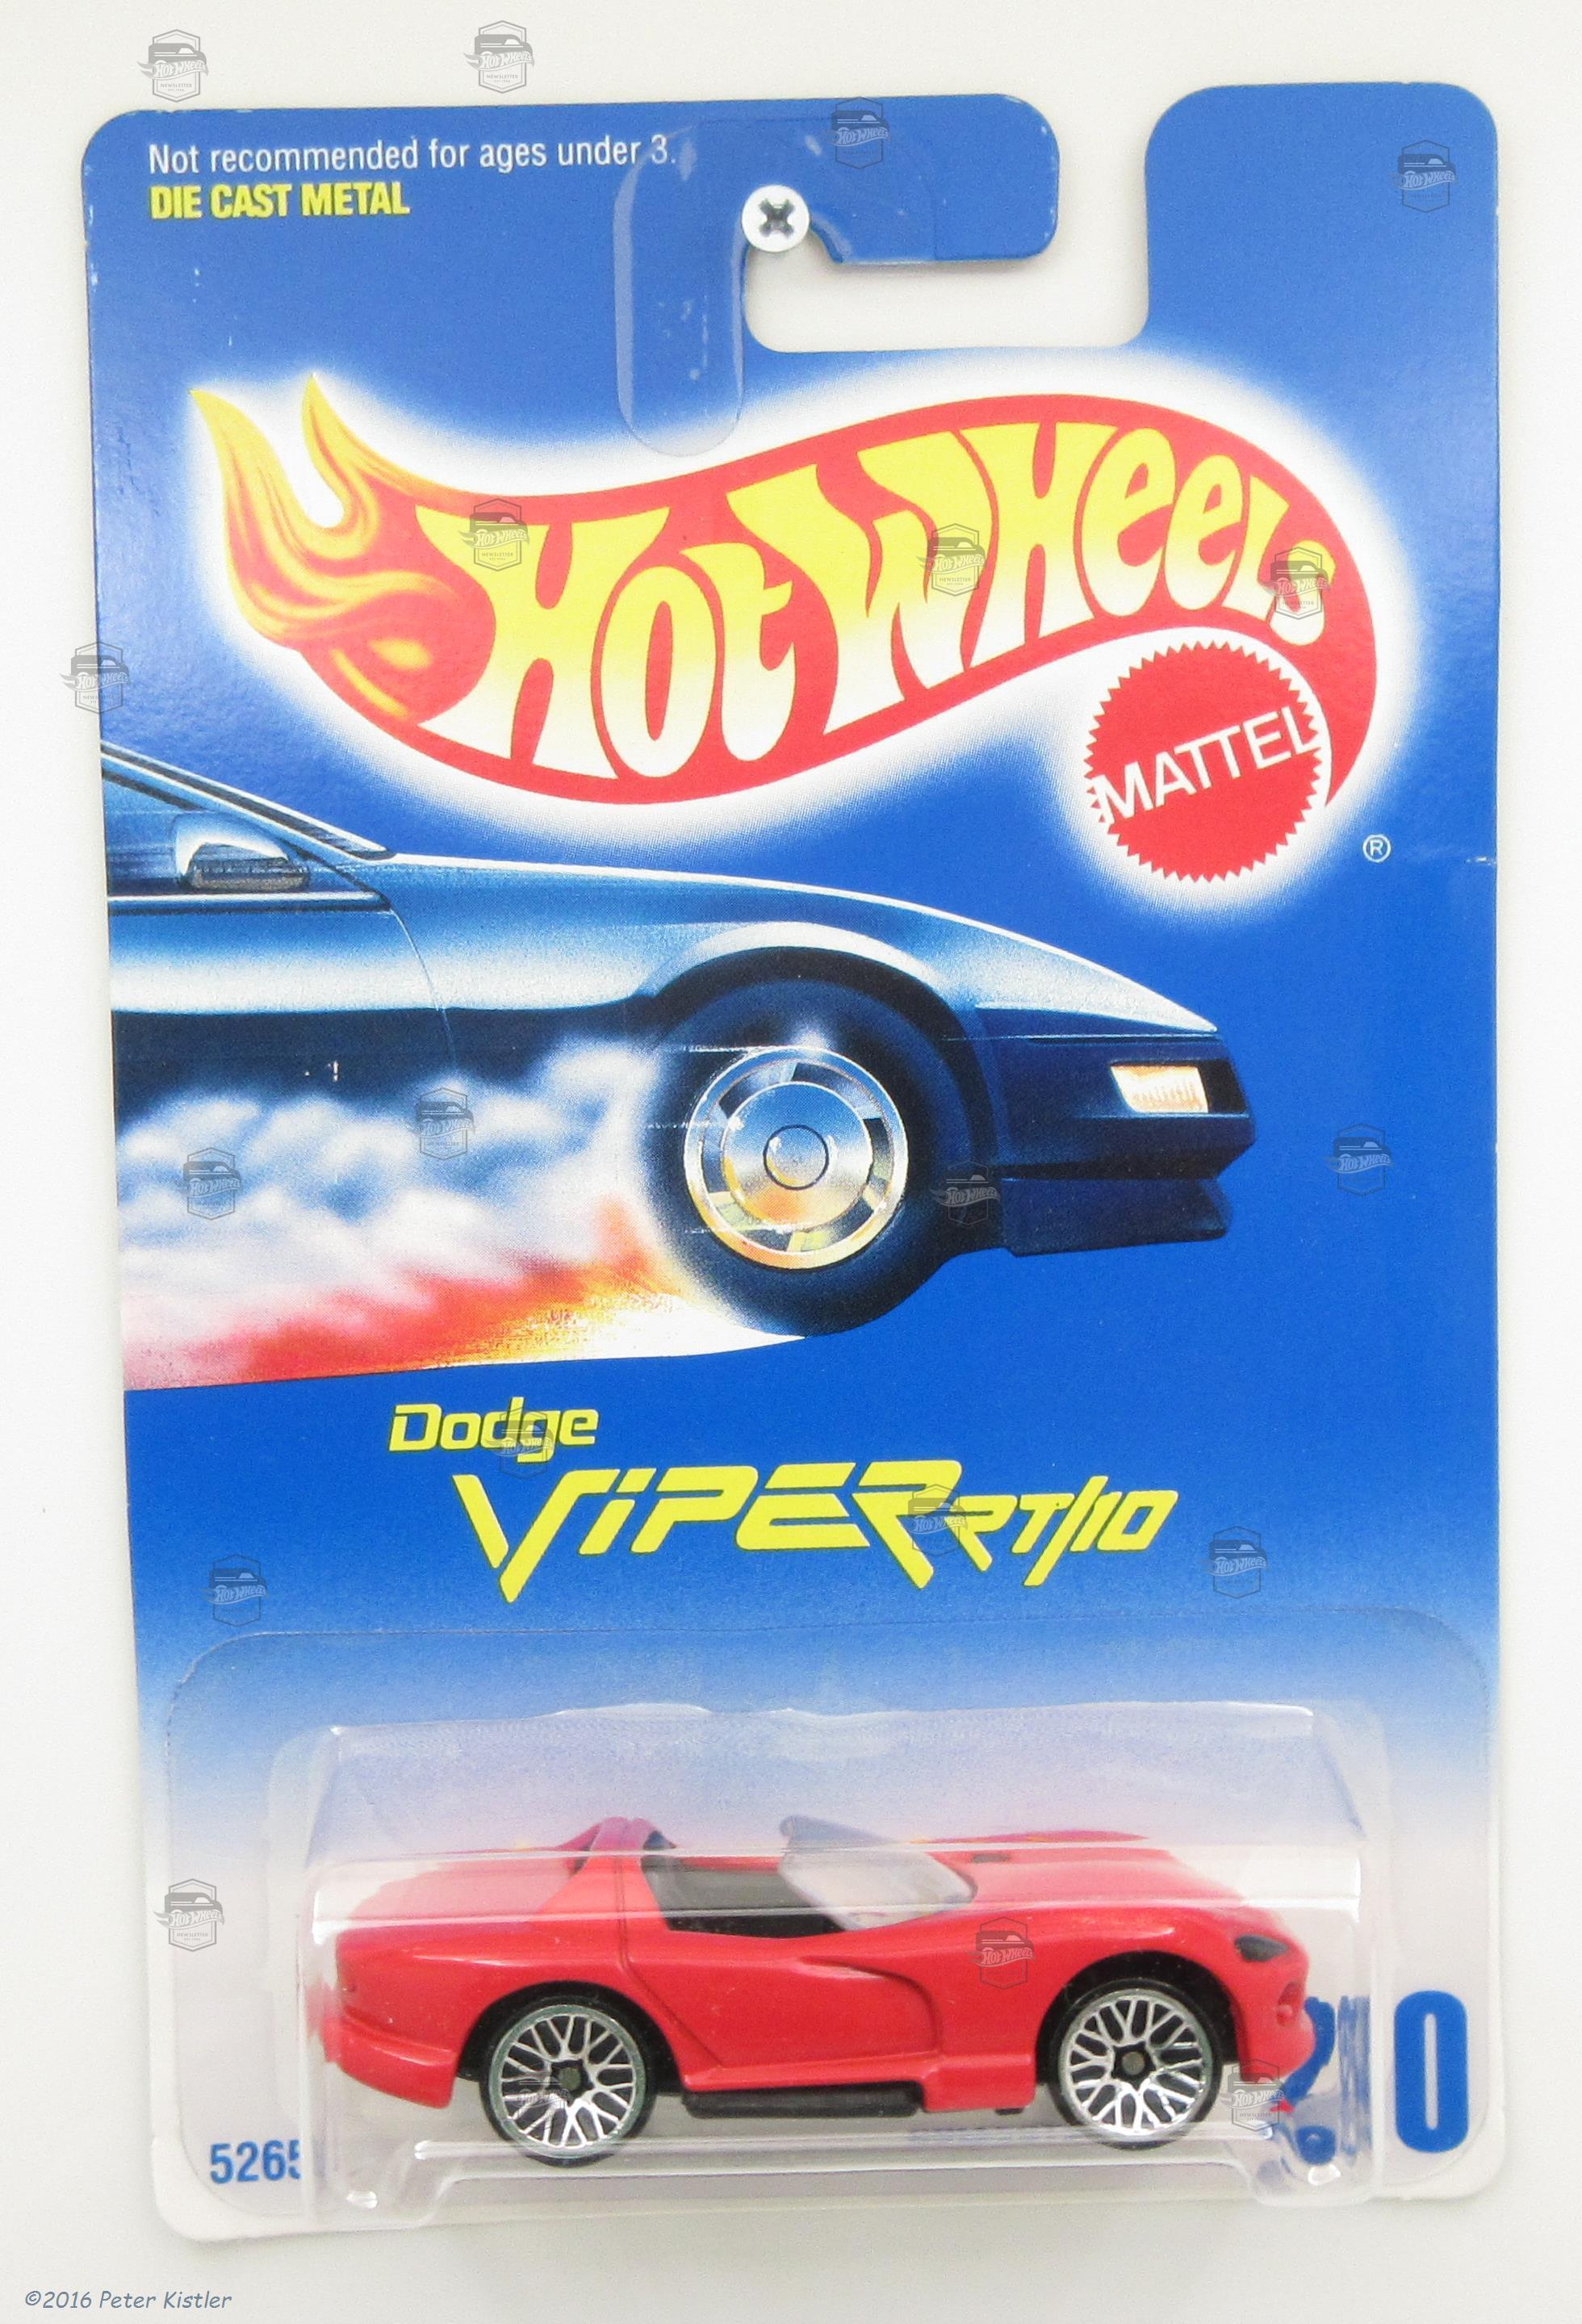 Not recommended for ages under 3.
DIE CAST METAL
Hot Wheels
MATTEL
®
Dodge
VIPER RT/10
©2016 Peter Kistler